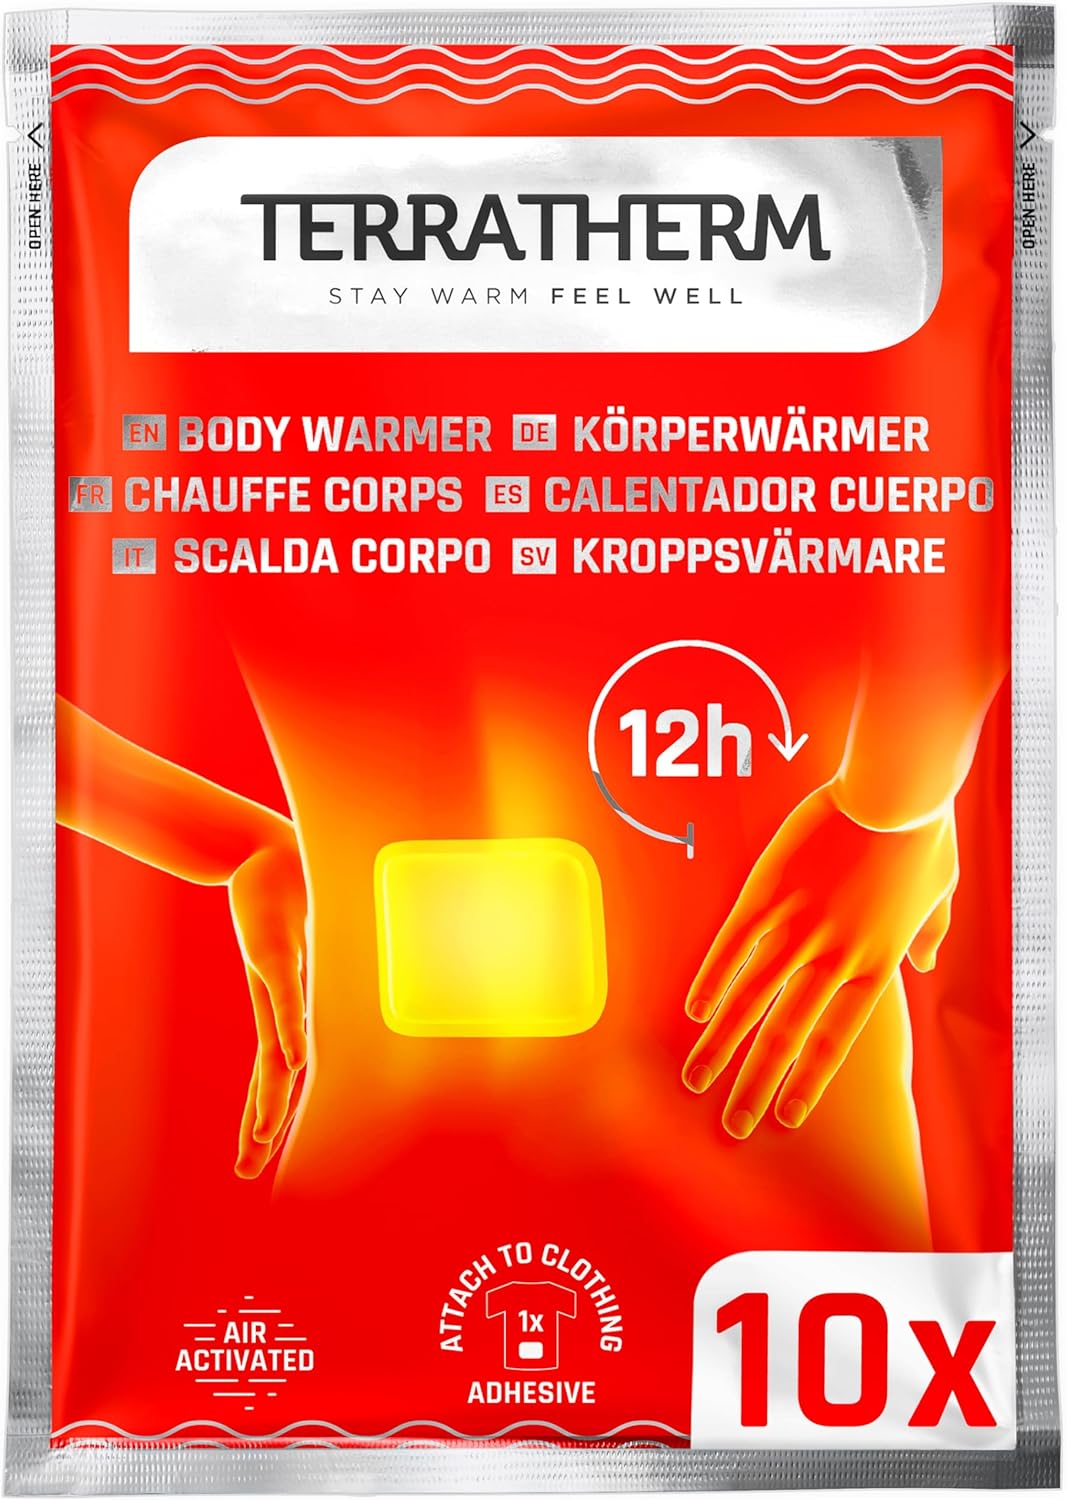 OPEN HERE
OPEN HERE
TERRATHERM
STAY WARM FEEL WELL
EN BODY WARMER DE KÖRPERWÄRMER
FR CHAUFFE CORPS ES CALENTADOR CUERPO
IT SCALDA CORPO SV KROPPSVÄRMARE
12h
ATTACH TO CLOTHING
1x
ADHESIVE
AIR
ACTIVATED
10x